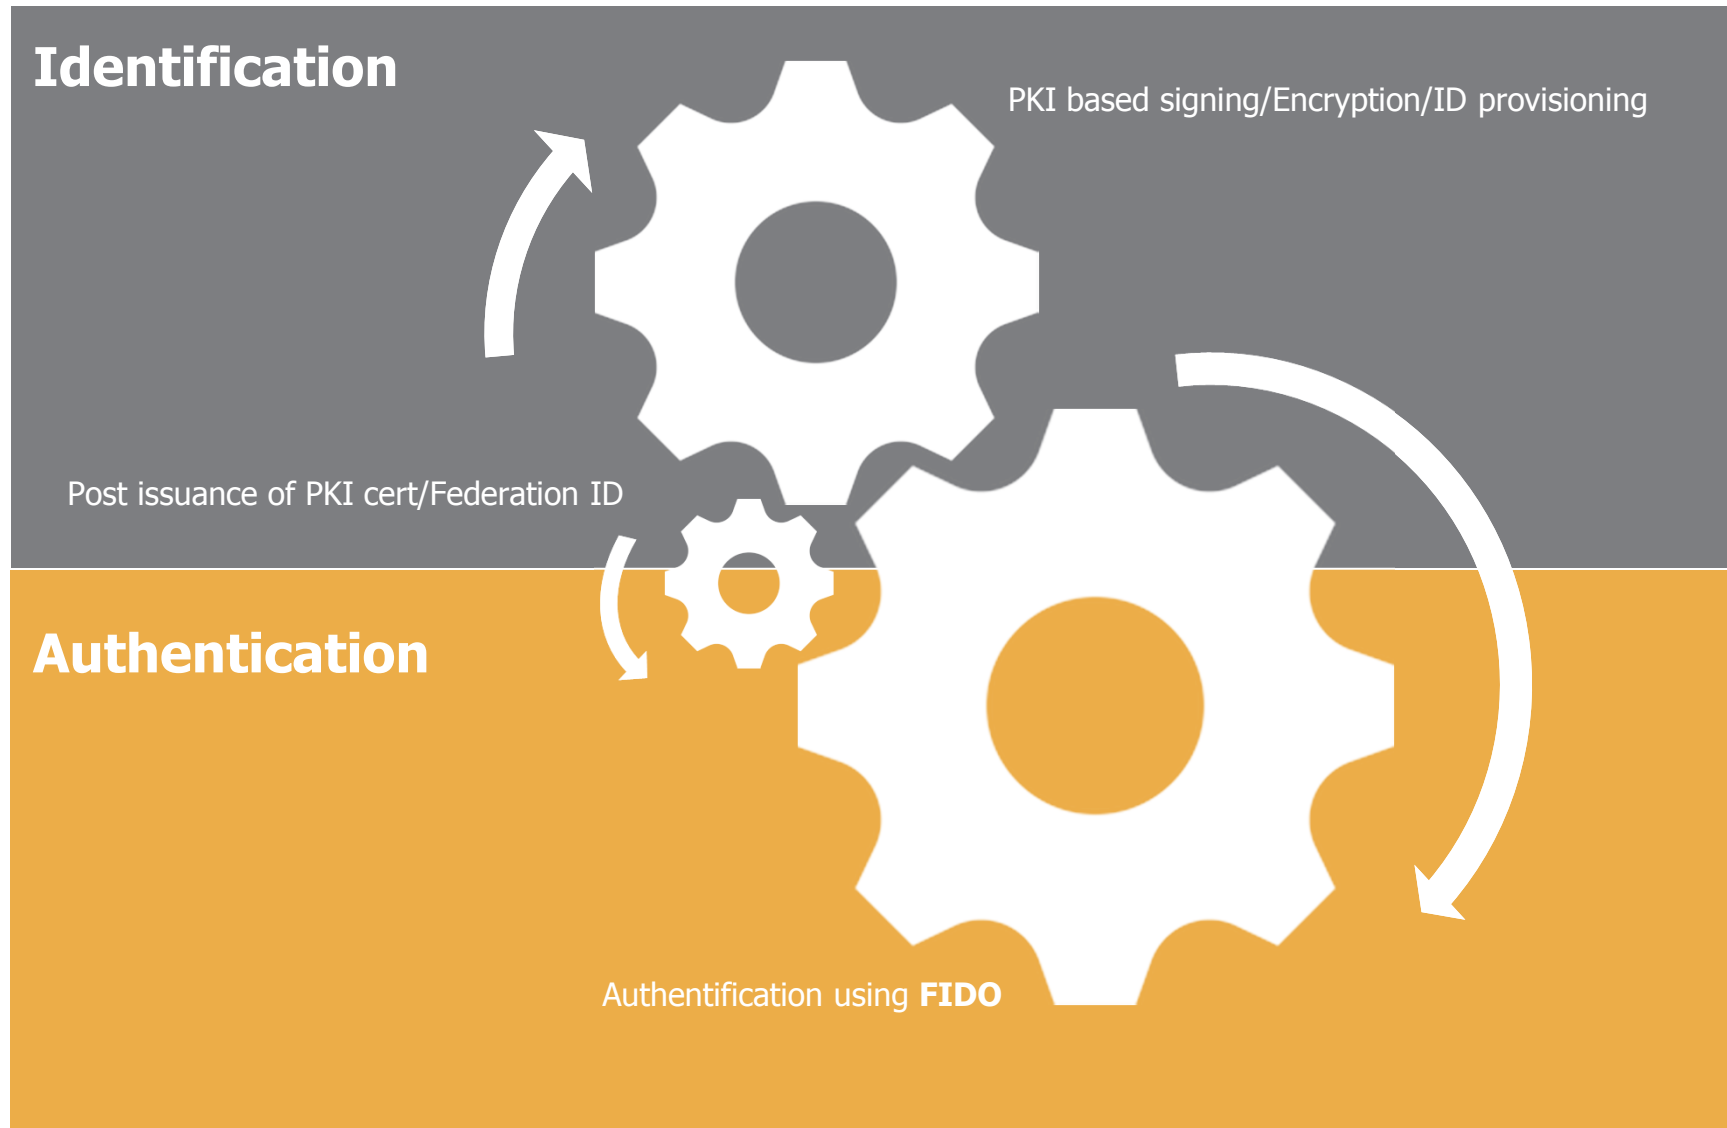 Identification
PKI based signing/Encryption/ID provisioning
Post issuance of PKI cert/Federation ID
Authentication
Authentification using FIDO